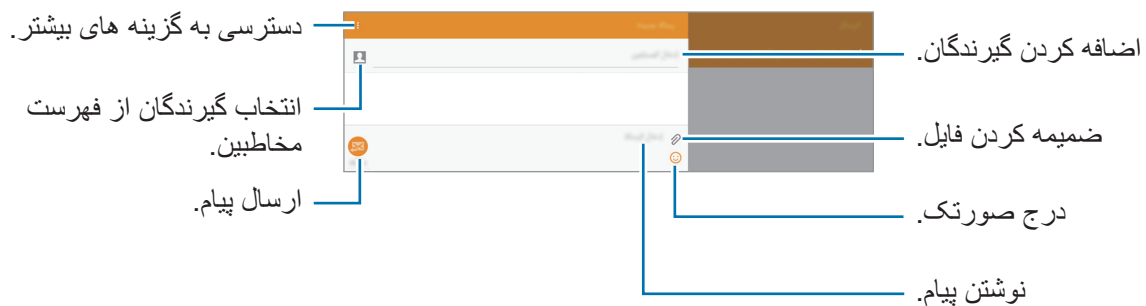 دسترسی به گزینه های بیشتر.
اضافه کردن گیرندگان.
انتخاب گیرندگان از فهرست
مخاطبین.
ضمیمه کردن فایل.
ارسال پیام.
درج صورتک.
نوشتن پیام.